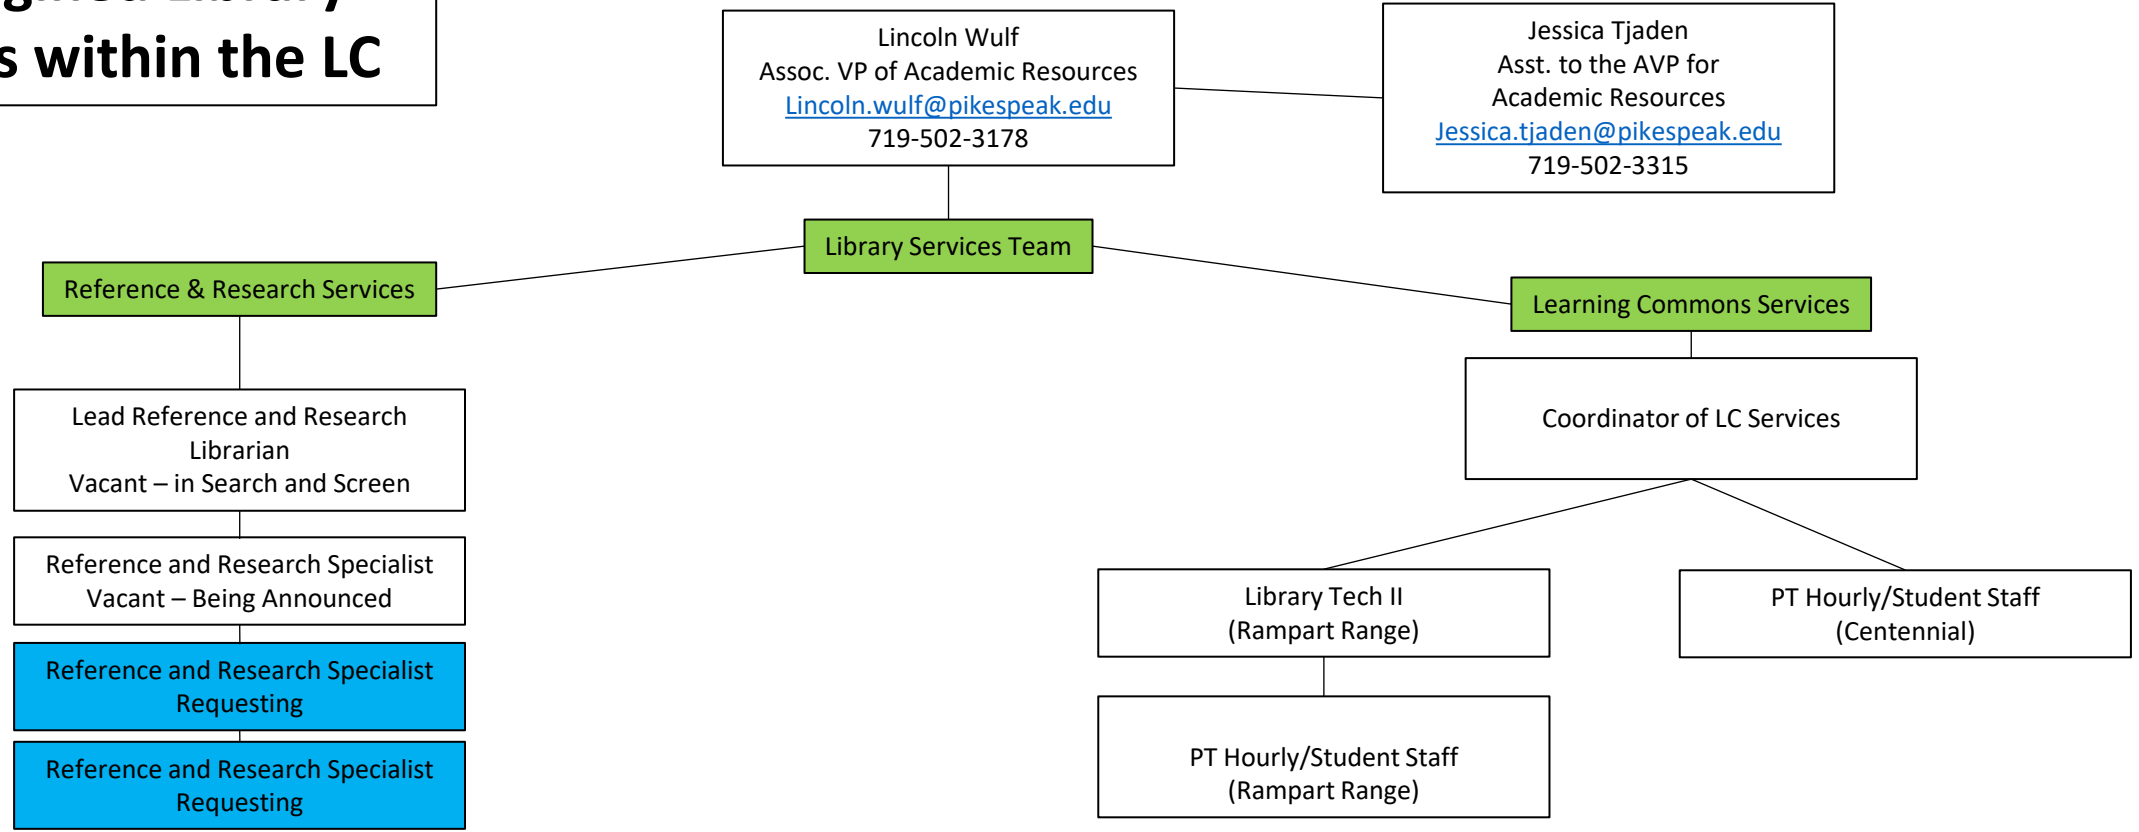 s within the LC
Lincoln Wulf
Assoc. VP of Academic Resources
Lincoln.wulf@pikespeak.edu
719-502-3178
Jessica Tjaden
Asst. to the AVP for
Academic Resources
Jessica.tjaden@pikespeak.edu
719-502-3315
Library Services Team
Reference & Research Services
Learning Commons Services
Lead Reference and Research
Librarian
Vacant – in Search and Screen
Reference and Research Specialist
Vacant – Being Announced
Reference and Research Specialist
Requesting
Reference and Research Specialist
Requesting
Coordinator of LC Services
Library Tech II
(Rampart Range)
PT Hourly/Student Staff
(Rampart Range)
PT Hourly/Student Staff
(Centennial)